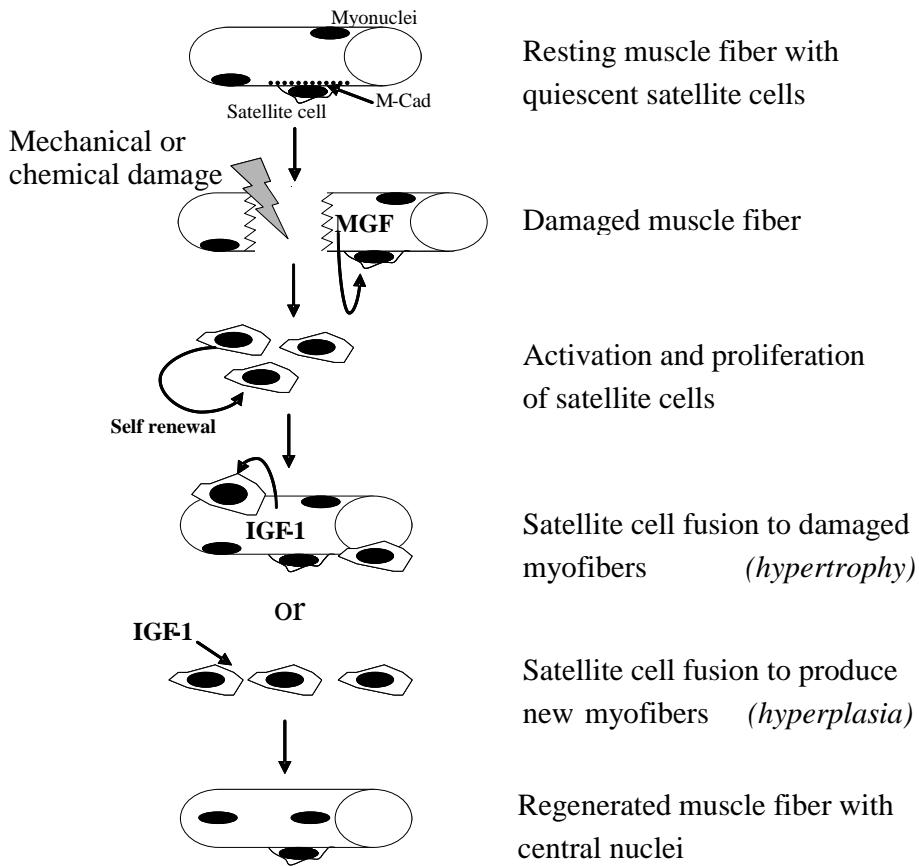 Myonuclei
Resting muscle fiber with
quiescent satellite cells
M-Cad
Satellite cell
Mechanical or
chemical damage
MGF
Damaged muscle fiber
Activation and proliferation
of satellite cells
Self renewal
IGF-1
Satellite cell fusion to damaged
myofibers (hypertrophy)
or
IGF-1
Satellite cell fusion to produce
new myofibers (hyperplasia)
Regenerated muscle fiber with
central nuclei